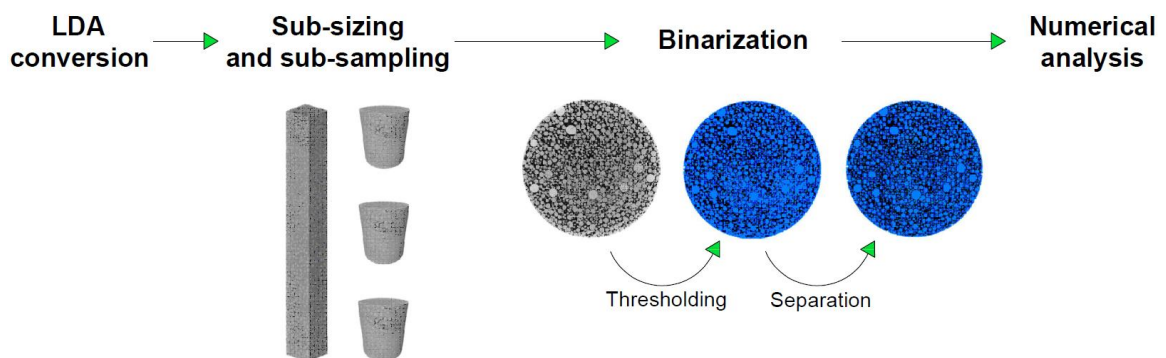 LDA
conversion
Sub-sizing
and sub-sampling
Binarization
Numerical
analysis
Thresholding
Separation